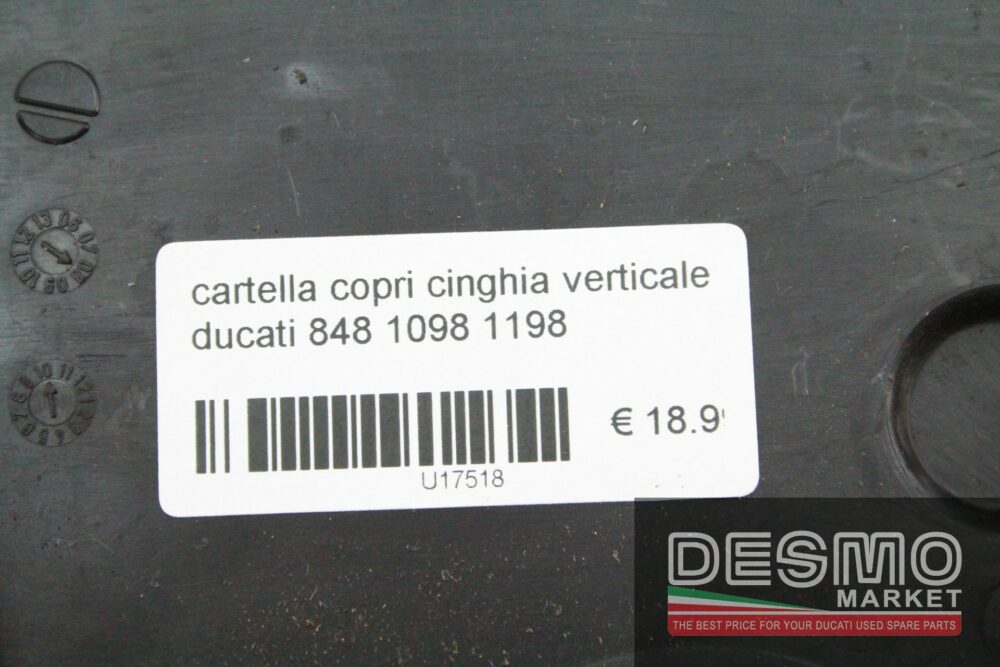 cartella copri cinghia verticale
ducati 848 1098 1198
€ 18.9
U17518
DESMO
MARKET
THE BEST PRICE FOR YOUR DUCATI USED SPARE PARTS